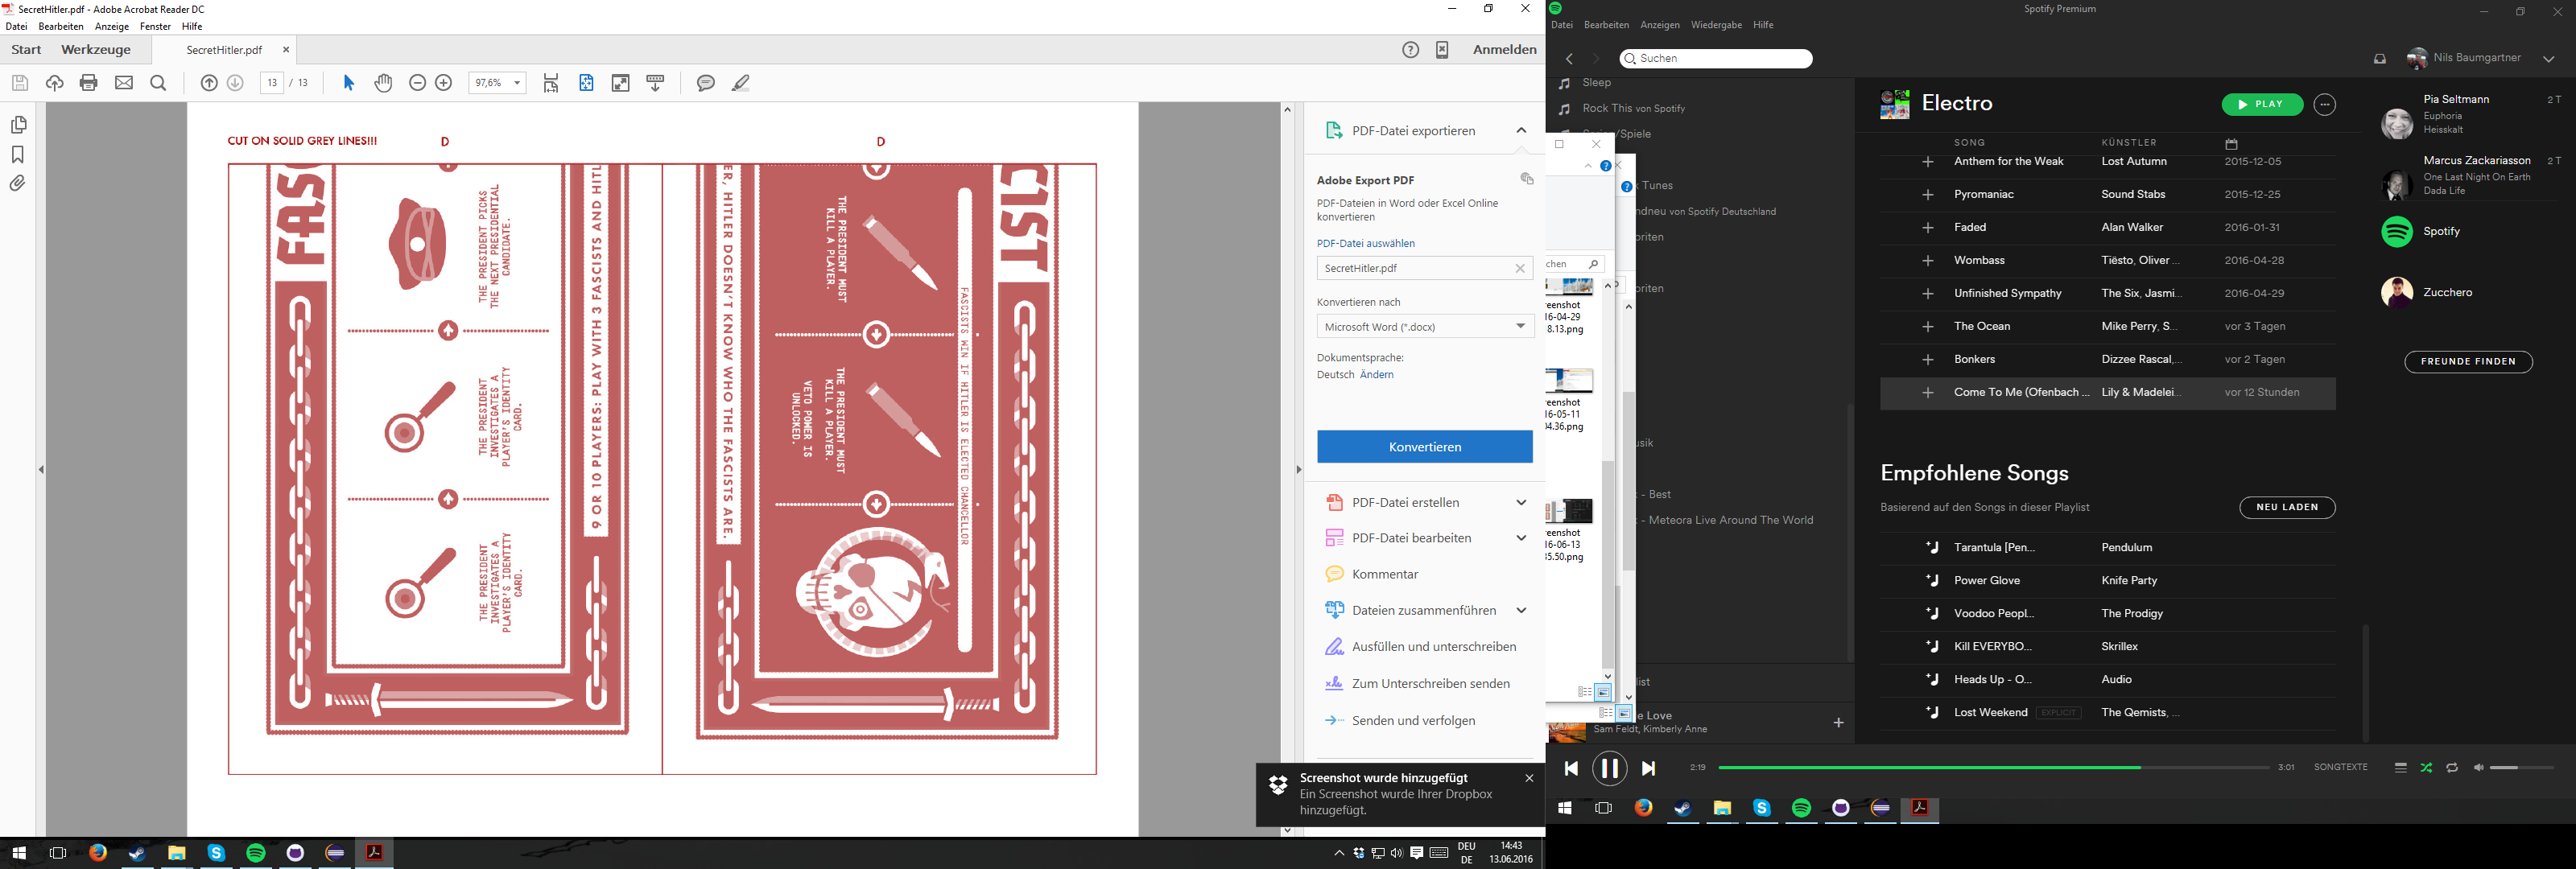 SecretHitler.pdf - Adobe Acrobat Reader DC
Datei Bearbeiten Anzeige Fenster Hilfe
Start Werkzeuge SecretHitler.pdf × Anmelden
13 / 13 97,6%
CUT ON SOLID GREY LINES!!! D D
FASC
THE PRESIDENT PICKS
THE NEXT PRESIDENTIAL
CANDIDATE.
THE PRESIDENT
INVESTIGATES A
PLAYER'S IDENTITY
CARD.
THE PRESIDENT
INVESTIGATES A
PLAYER'S IDENTITY
CARD.
9 OR 10 PLAYERS: PLAY WITH 3 FASCISTS AND HITL
ER, HITLER DOESN'T KNOW WHO THE FASCISTS ARE.
THE PRESIDENT MUST
KILL A PLAYER.
THE PRESIDENT MUST
KILL A PLAYER.
VETO POWER IS
UNLOCKED.
FASCISTS WIN IF HITLER IS ELECTED CHANCELLOR
CIST
PDF-Datei exportieren
Adobe Export PDF
PDF-Dateien in Word oder Excel Online
konvertieren
PDF-Datei auswählen
SecretHitler.pdf
Konvertieren nach
Microsoft Word (*.docx)
Dokumentsprache:
Deutsch Ändern
Konvertieren
PDF-Datei erstellen
PDF-Datei bearbeiten
Kommentar
Dateien zusammenführen
Ausfüllen und unterschreiben
Zum Unterschreiben senden
Senden und verfolgen
Screenshot wurde hinzugefügt
Ein Screenshot wurde Ihrer Dropbox
hinzugefügt.
DEU
DE
14:43
13.06.2016
chen
eenshot
16-04-29
8.13.png
eenshot
16-05-11
04.36.png
eenshot
16-06-13
35.50.png
Spotify Premium
Datei Bearbeiten Anzeigen Wiedergabe Hilfe
Suchen
Nils Baumgartner
Sleep
Rock This von Spotify
/Spiele
Tunes
ndneu von Spotify Deutschland
oriten
oriten
usik
- Best
- Meteora Live Around The World
list
e Love
Sam Feldt, Kimberly Anne
Electro
PLAY
SONG KÜNSTLER
Anthem for the Weak Lost Autumn 2015-12-05
Pyromaniac Sound Stabs 2015-12-25
Faded Alan Walker 2016-01-31
Wombass Tiësto, Oliver ... 2016-04-28
Unfinished Sympathy The Six, Jasmi... 2016-04-29
The Ocean Mike Perry, S... vor 3 Tagen
Bonkers Dizzee Rascal,... vor 2 Tagen
Come To Me (Ofenbach ... Lily & Madelei... vor 12 Stunden
Empfohlene Songs
Basierend auf den Songs in dieser Playlist
NEU LADEN
Tarantula [Pen... Pendulum
Power Glove Knife Party
Voodoo Peopl... The Prodigy
Kill EVERYBO... Skrillex
Heads Up - O... Audio
Lost Weekend EXPLICIT The Qemists, ...
Pia Seltmann 2 T
Euphoria
Heisskalt
Marcus Zackariasson 2 T
One Last Night On Earth
Dada Life
Spotify
Zucchero
FREUNDE FINDEN
2:19 3:01 SONGTEXTE